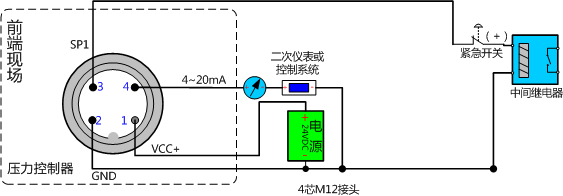 前端现场
SP1
3
4
2
1
4~20mA
VCC+
GND
压力控制器
二次仪表或
控制系统
+
电源
24VDC
-
4芯M12接头
(+)
紧急开关
中间继电器